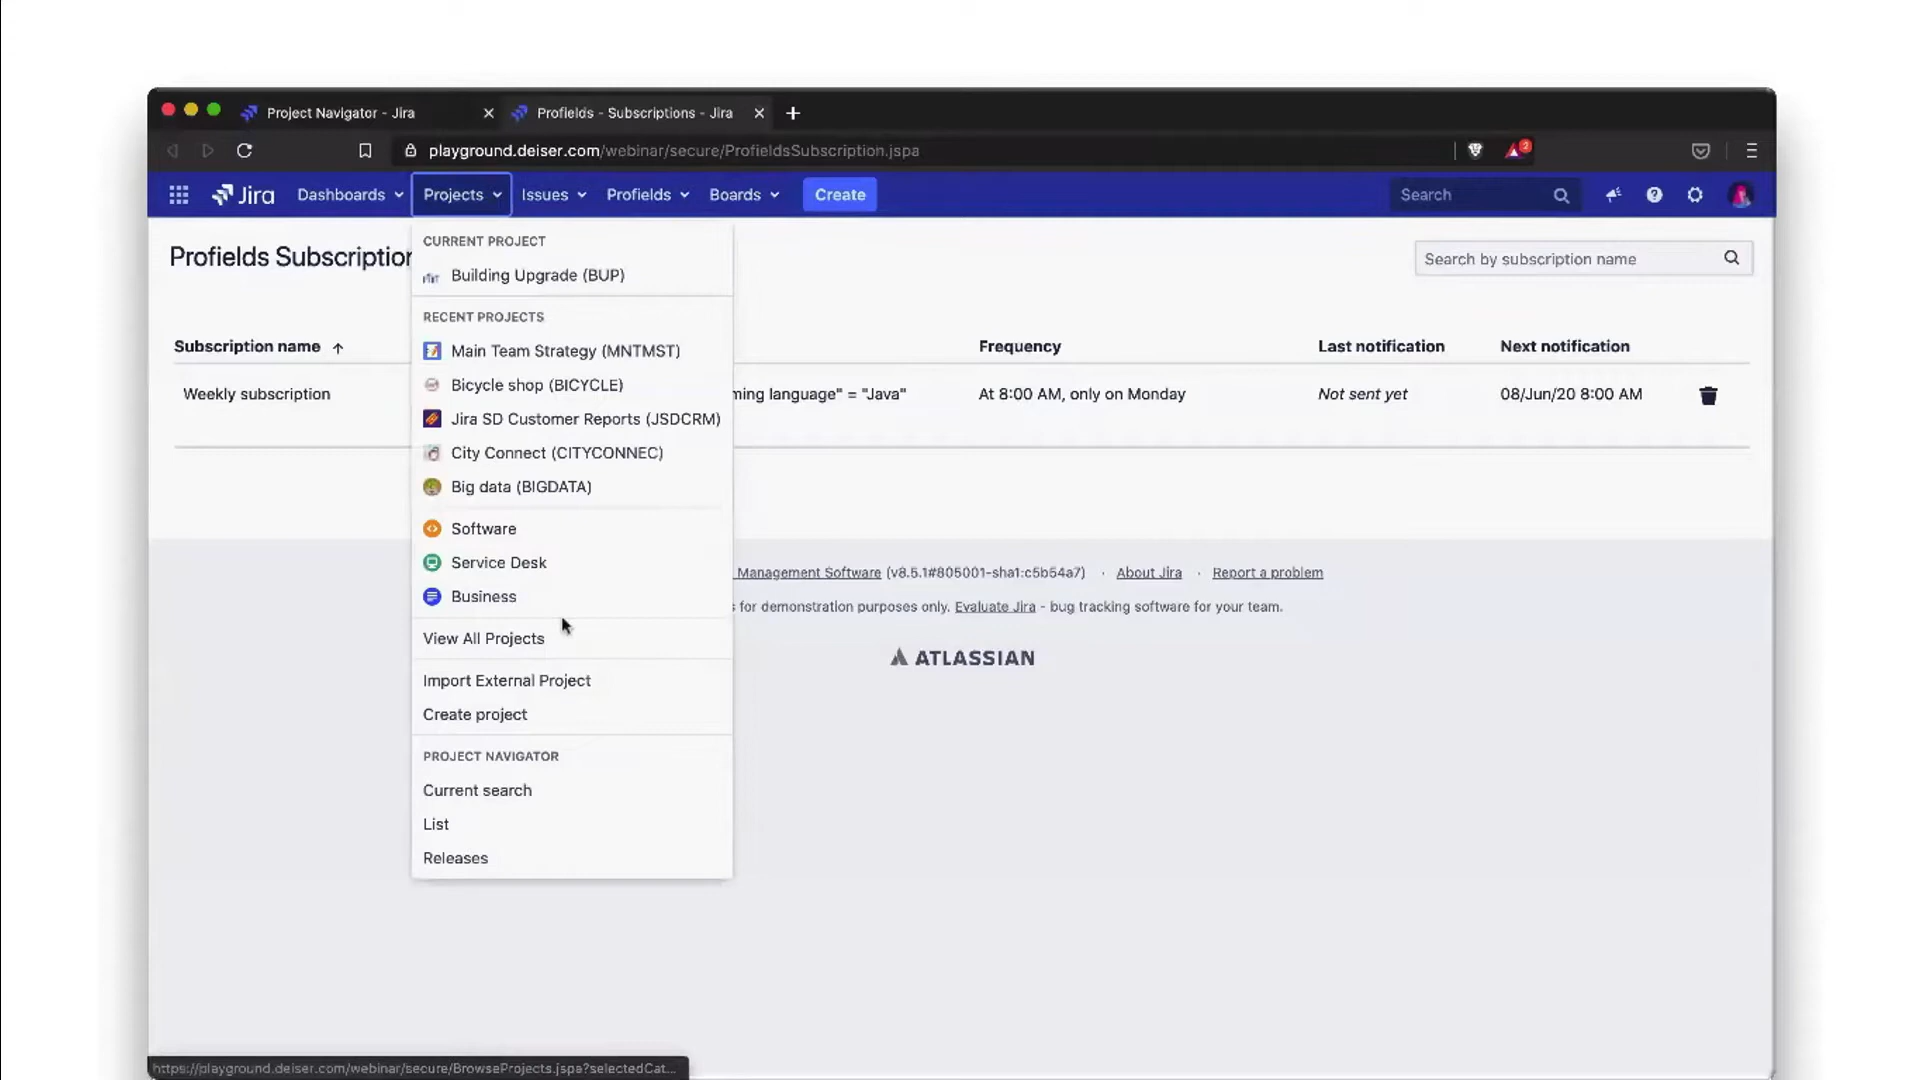 Project Navigator - Jira
Profields - Subscriptions - Jira
playground.deiser.com/webinar/secure/ProfieldsSubscription.jspa
2
Jira
Dashboards
Projects
Issues
Profields
Boards
Create
Search
Profields Subscription
Search by subscription name
CURRENT PROJECT
Building Upgrade (BUP)
RECENT PROJECTS
Main Team Strategy (MNTMST)
Bicycle shop (BICYCLE)
Jira SD Customer Reports (JSDCRM)
City Connect (CITYCONNEC)
Big data (BIGDATA)
Software
Service Desk
Business
View All Projects
Import External Project
Create project
PROJECT NAVIGATOR
Current search
List
Releases
Subscription name
Frequency
Last notification
Next notification
Weekly subscription
ning language" = "Java"
At 8:00 AM, only on Monday
Not sent yet
08/Jun/20 8:00 AM
Management Software (v8.5.1#805001-sha1:c5b54a7) · About Jira · Report a problem
for demonstration purposes only. Evaluate Jira - bug tracking software for your team.
ATLASSIAN
https://playground.deiser.com/webinar/secure/BrowseProjects.jspa?selectedCat...